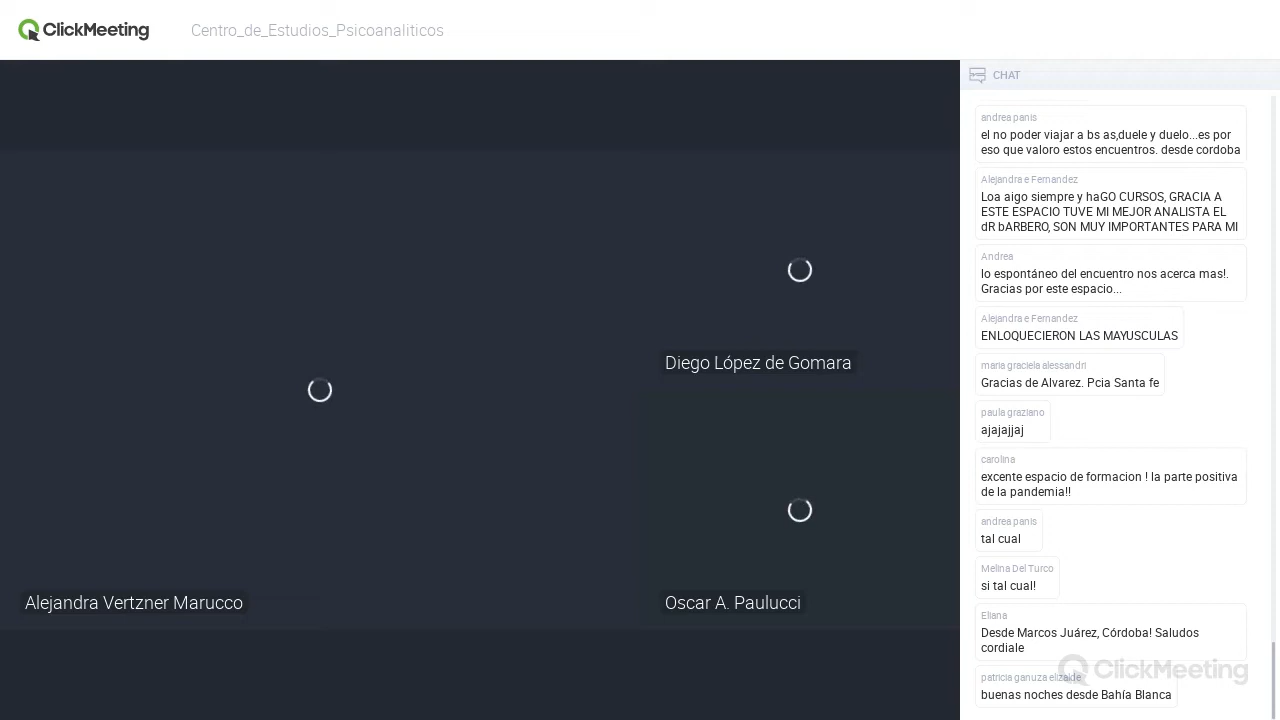 ClickMeeting
Centro_de_Estudios_Psicoanaliticos
Diego López de Gomara
Alejandra Vertzner Marucco
Oscar A. Paulucci
CHAT
andrea panis
el no poder viajar a bs as,duele y duelo...es por
eso que valoro estos encuentros. desde cordoba
Alejandra e Fernandez
Loa aigo siempre y haGO CURSOS, GRACIA A
ESTE ESPACIO TUVE MI MEJOR ANALISTA EL
dR bARBERO, SON MUY IMPORTANTES PARA MI
Andrea
lo espontáneo del encuentro nos acerca mas!.
Gracias por este espacio...
Alejandra e Fernandez
ENLOQUECIERON LAS MAYUSCULAS
maria graciela alessandri
Gracias de Alvarez. Pcia Santa fe
paula graziano
ajajajjaj
carolina
excente espacio de formacion ! la parte positiva
de la pandemia!!
andrea panis
tal cual
Melina Del Turco
si tal cual!
Eliana
Desde Marcos Juárez, Córdoba! Saludos
cordiale
patricia ganuza elizalde
buenas noches desde Bahía Blanca
ClickMeeting